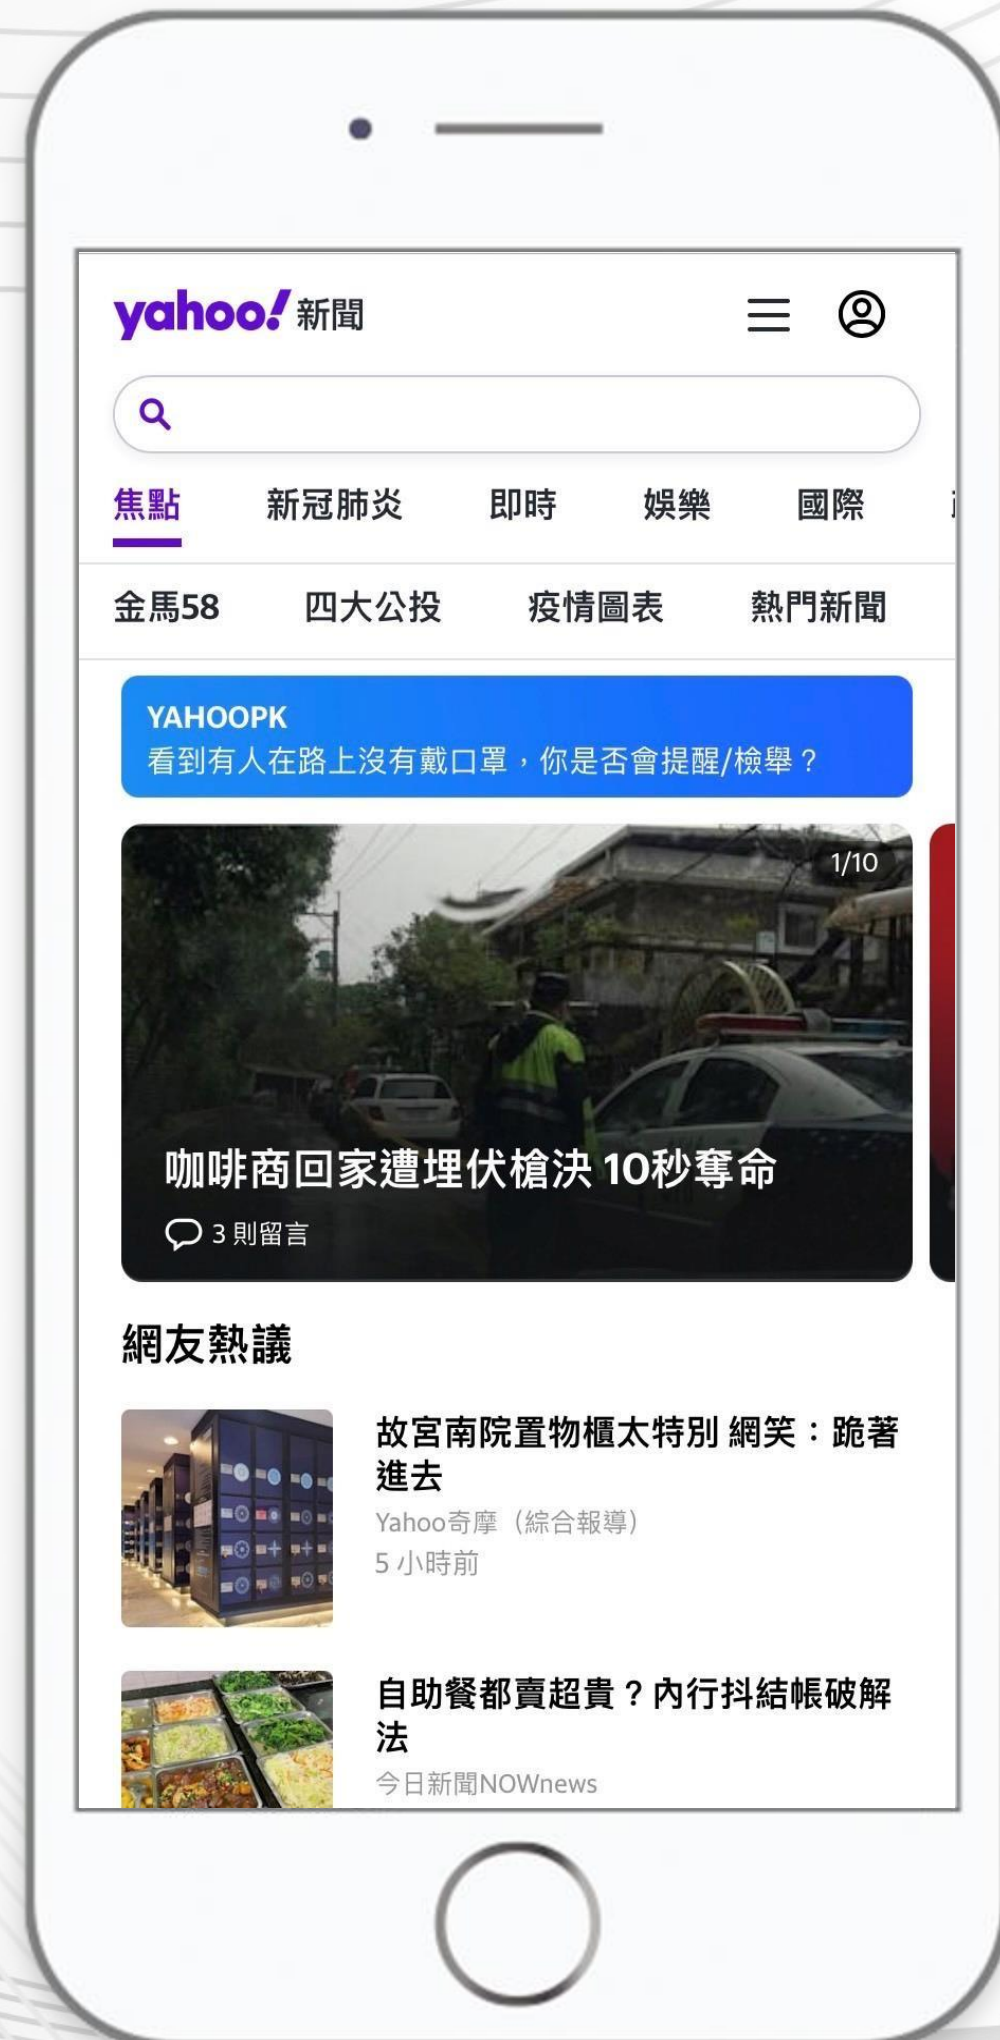 yahoo!新聞
焦點 新冠肺炎 即時 娛樂 國際
金馬58 四大公投 疫情圖表 熱門新聞
YAHOOPK
看到有人在路上沒有戴口罩，你是否會提醒/檢舉？
1/10
咖啡商回家遭埋伏槍決 10秒奪命
3 則留言
網友熱議
故宮南院置物櫃太特別 網笑：跪著
進去
Yahoo奇摩（綜合報導）
5 小時前
自助餐都賣超貴？內行抖結帳破解
法
今日新聞NOWnews